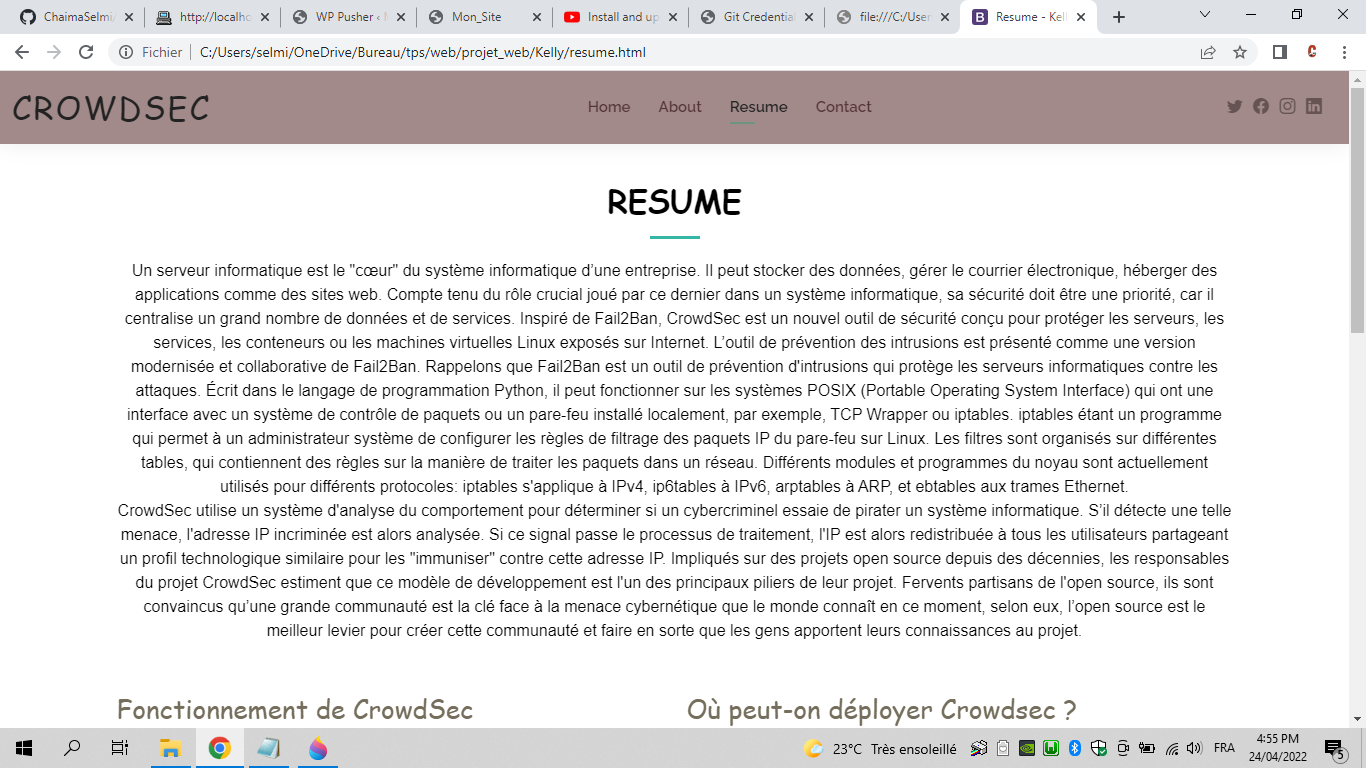 ChaimaSelmi/
http://localho
WP Pusher ‹
Mon_Site
Install and up
Git Credential
file:///C:/User
Resume - Kel
Fichier
C:/Users/selmi/OneDrive/Bureau/tps/web/projet_web/Kelly/resume.html
CROWDSEC
Home
About
Resume
Contact
RESUME
Un serveur informatique est le "cœur" du système informatique d’une entreprise. Il peut stocker des données, gérer le courrier électronique, héberger des
applications comme des sites web. Compte tenu du rôle crucial joué par ce dernier dans un système informatique, sa sécurité doit être une priorité, car il
centralise un grand nombre de données et de services. Inspiré de Fail2Ban, CrowdSec est un nouvel outil de sécurité conçu pour protéger les serveurs, les
services, les conteneurs ou les machines virtuelles Linux exposés sur Internet. L’outil de prévention des intrusions est présenté comme une version
modernisée et collaborative de Fail2Ban. Rappelons que Fail2Ban est un outil de prévention d'intrusions qui protège les serveurs informatiques contre les
attaques. Écrit dans le langage de programmation Python, il peut fonctionner sur les systèmes POSIX (Portable Operating System Interface) qui ont une
interface avec un système de contrôle de paquets ou un pare-feu installé localement, par exemple, TCP Wrapper ou iptables. iptables étant un programme
qui permet à un administrateur système de configurer les règles de filtrage des paquets IP du pare-feu sur Linux. Les filtres sont organisés sur différentes
tables, qui contiennent des règles sur la manière de traiter les paquets dans un réseau. Différents modules et programmes du noyau sont actuellement
utilisés pour différents protocoles: iptables s'applique à IPv4, ip6tables à IPv6, arptables à ARP, et ebtables aux trames Ethernet.
CrowdSec utilise un système d'analyse du comportement pour déterminer si un cybercriminel essaie de pirater un système informatique. S’il détecte une telle
menace, l'adresse IP incriminée est alors analysée. Si ce signal passe le processus de traitement, l'IP est alors redistribuée à tous les utilisateurs partageant
un profil technologique similaire pour les "immuniser" contre cette adresse IP. Impliqués sur des projets open source depuis des décennies, les responsables
du projet CrowdSec estiment que ce modèle de développement est l'un des principaux piliers de leur projet. Fervents partisans de l'open source, ils sont
convaincus qu’une grande communauté est la clé face à la menace cybernétique que le monde connaît en ce moment, selon eux, l’open source est le
meilleur levier pour créer cette communauté et faire en sorte que les gens apportent leurs connaissances au projet.
Fonctionnement de CrowdSec
Où peut-on déployer Crowdsec ?
23°C Très ensoleillé
FRA
4:55 PM
24/04/2022
5